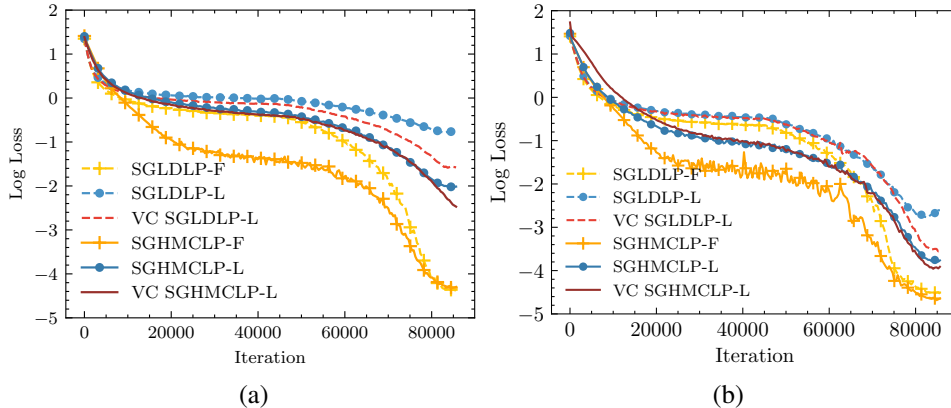 2
1
0
−1
−2
−3
−4
−5
Log Loss
SGLDLP-F
SGLDLP-L
VC SGLDLP-L
SGHMCLP-F
SGHMCLP-L
VC SGHMCLP-L
0 20000 40000 60000 80000
Iteration
(a)
2
1
0
−1
−2
−3
−4
−5
Log Loss
SGLDLP-F
SGLDLP-L
VC SGLDLP-L
SGHMCLP-F
SGHMCLP-L
VC SGHMCLP-L
0 20000 40000 60000 80000
Iteration
(b)